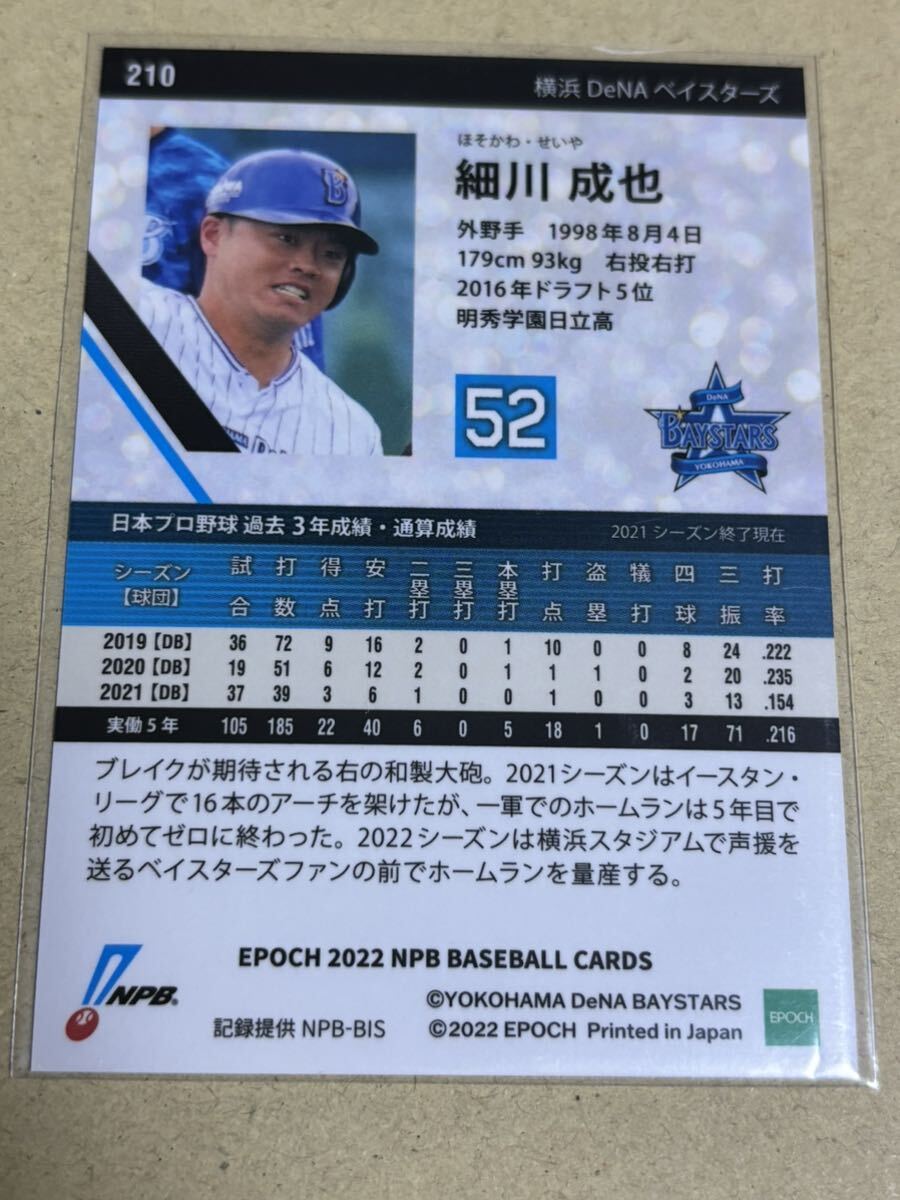 210
横浜 DeNA ベイスターズ
ほそかわ・せいや
細川 成也
外野手 1998年8月4日
179cm 93kg 右投右打
2016年ドラフト5位
明秀学園日立高
52
DeNA
BAYSTARS
YOKOHAMA
日本プロ野球 過去3年成績・通算成績 2021シーズン終了現在
シーズン【球団】 試合 打数 得点 安打 二塁打 三塁打 本塁打 打点 盗塁 犠打 四球 三振 打率
2019【DB】 36 72 9 16 2 0 1 10 0 0 8 24 .222
2020【DB】 19 51 6 12 2 0 1 1 1 0 2 20 .235
2021【DB】 37 39 3 6 1 0 0 1 0 0 3 13 .154
実働5年 105 185 22 40 6 0 5 18 1 0 17 71 .216
ブレイクが期待される右の和製大砲。2021シーズンはイースタン・
リーグで16本のアーチを架けたが、一軍でのホームランは5年目で
初めてゼロに終わった。2022シーズンは横浜スタジアムで声援を
送るベイスターズファンの前でホームランを量産する。
EPOCH 2022 NPB BASEBALL CARDS
NPB®
©YOKOHAMA DeNA BAYSTARS
記録提供 NPB-BIS ©2022 EPOCH Printed in Japan
EPOCH